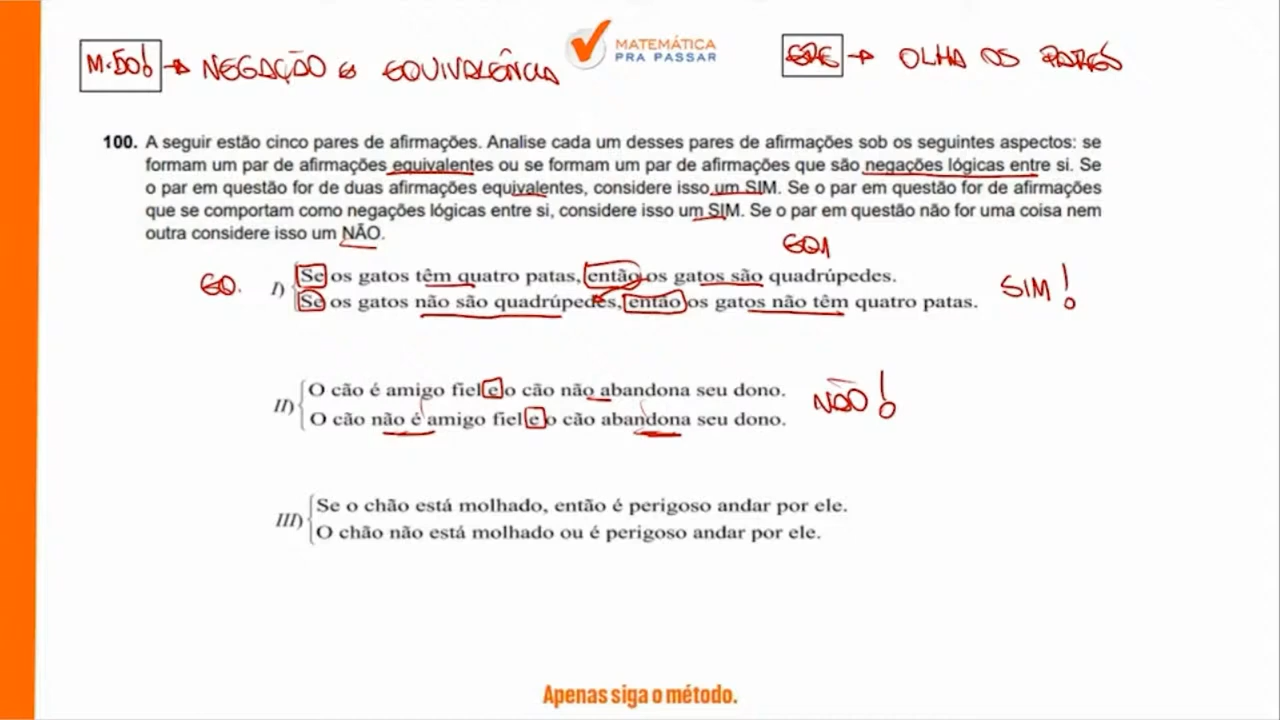 M.50! → NEGAÇÃO e EQUIVALÊNCIA
MATEMÁTICA
PRA PASSAR
→ OLHA OS PARES
100. A seguir estão cinco pares de afirmações. Analise cada um desses pares de afirmações sob os seguintes aspectos: se
formam um par de afirmações equivalentes ou se formam um par de afirmações que são negações lógicas entre si. Se
o par em questão for de duas afirmações equivalentes, considere isso um SIM. Se o par em questão for de afirmações
que se comportam como negações lógicas entre si, considere isso um SIM. Se o par em questão não for uma coisa nem
outra considere isso um NÃO.
EQ1
EQ. I) Se os gatos têm quatro patas, então os gatos são quadrúpedes. SIM!
Se os gatos não são quadrúpedes, então os gatos não têm quatro patas.
II) O cão é amigo fiel e o cão não abandona seu dono. NÃO!
O cão não é amigo fiel e o cão abandona seu dono.
III) Se o chão está molhado, então é perigoso andar por ele.
O chão não está molhado ou é perigoso andar por ele.
Apenas siga o método.